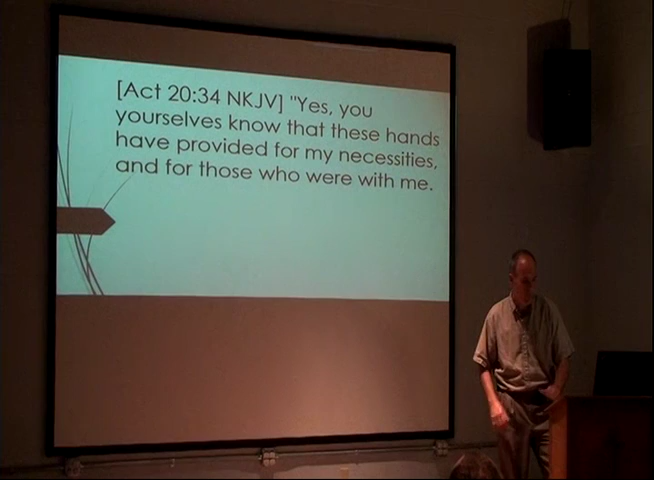 [Act 20:34 NKJV] "Yes, you
yourselves know that these hands
have provided for my necessities,
and for those who were with me.